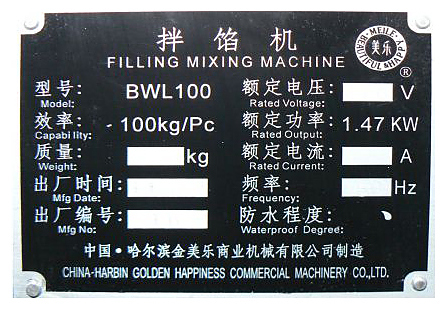 拌馅机
FILLING MIXING MACHINE
美乐
®
型号: BWL100
Model:
额定电压: V
Rated Voltage:
效率: - 100kg/Pc
Capability:
额定功率: 1.47 KW
Rated Output:
质量: kg
Weight:
额定电流: A
Rated Current:
出厂时间:
Mfg Date:
频率: Hz
Frequency:
出厂编号:
Mfg No:
防水程度:
Waterproof Degree:
中国·哈尔滨金美乐商业机械有限公司制造
CHINA-HARBIN GOLDEN HAPPINESS COMMERCIAL MACHINERY CO.,LTD.